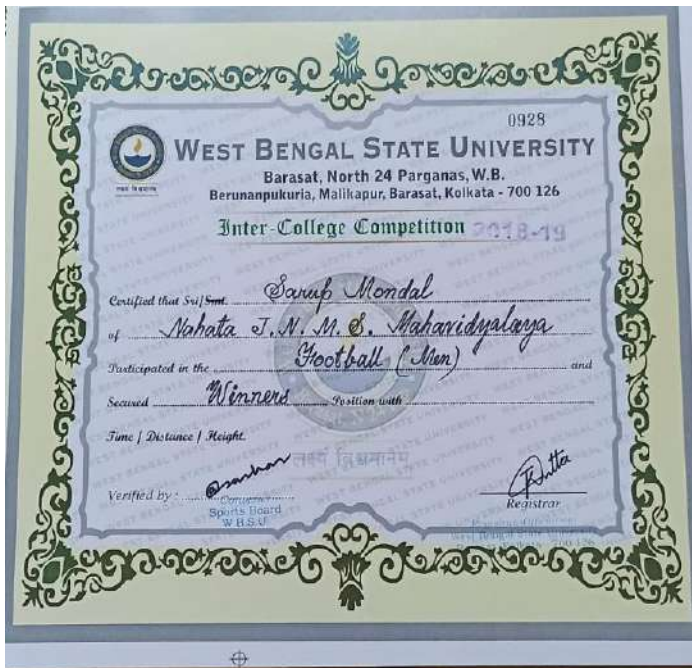 0928
WEST BENGAL STATE UNIVERSITY
Barasat, North 24 Parganas, W.B.
Berunanpukuria, Malikapur, Barasat, Kolkata - 700 126
Inter-College Competition 2018-19
Certified that Sri/Smt. Sarup Mondal
of Nahata J. N. M. S. Mahavidyalaya
Participated in the Football (Men) and
Secured Winners Position with
Time / Distance / Height.
Verified by :
Sports Board
W.B.S.U
Registrar